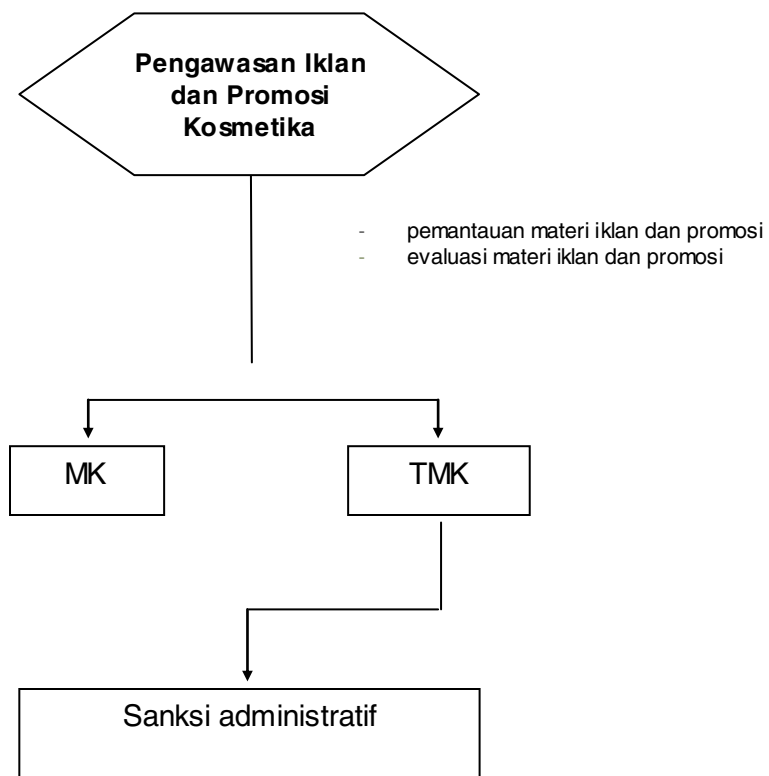 Pengawasan Iklan
dan Promosi
Kosmetika
- pemantauan materi iklan dan promosi
- evaluasi materi iklan dan promosi
MK
TMK
Sanksi administratif